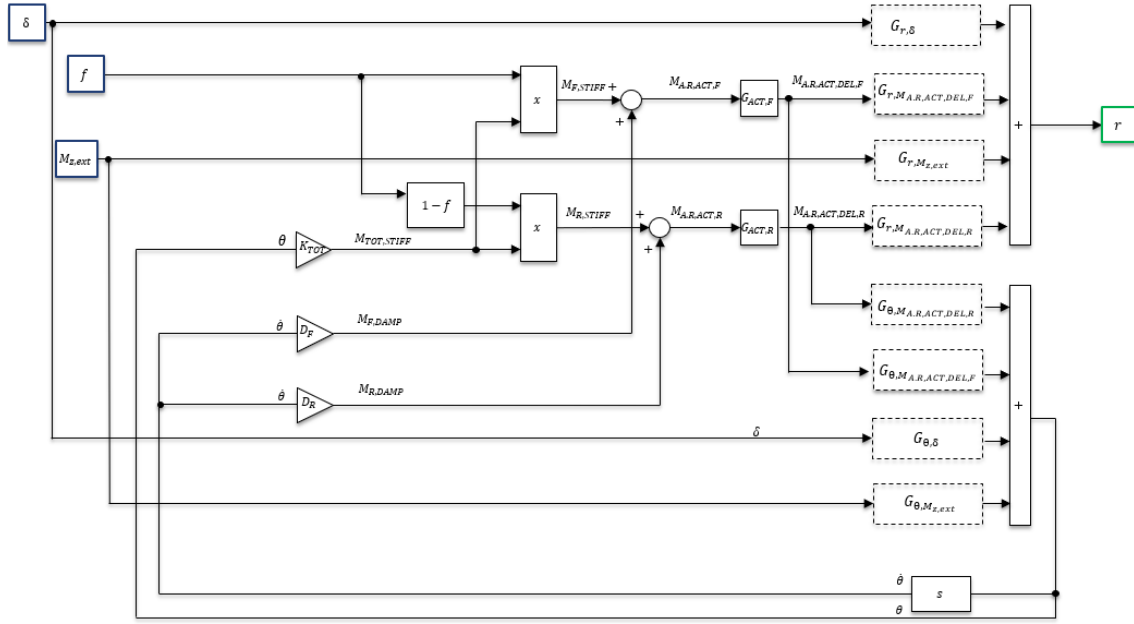 δ
G_{r,δ}
f
x
M_{F,STIFF} +
+
M_{A.R,ACT,F}
G_{ACT,F}
M_{A.R,ACT,DEL,F}
G_{r,M_{A.R,ACT,DEL,F}}
+
r
M_{z,ext}
G_{r,M_{z,ext}}
1 − f
x
M_{R,STIFF}
+
+
M_{A.R,ACT,R}
G_{ACT,R}
M_{A.R,ACT,DEL,R}
G_{r,M_{A.R,ACT,DEL,R}}
θ
K_{TOT}
M_{TOT,STIFF}
G_{θ,M_{A.R,ACT,DEL,R}}
θ̇
D_F
M_{F,DAMP}
G_{θ,M_{A.R,ACT,DEL,F}}
θ̇
D_R
M_{R,DAMP}
+
δ
G_{θ,δ}
G_{θ,M_{z,ext}}
θ̇
s
θ